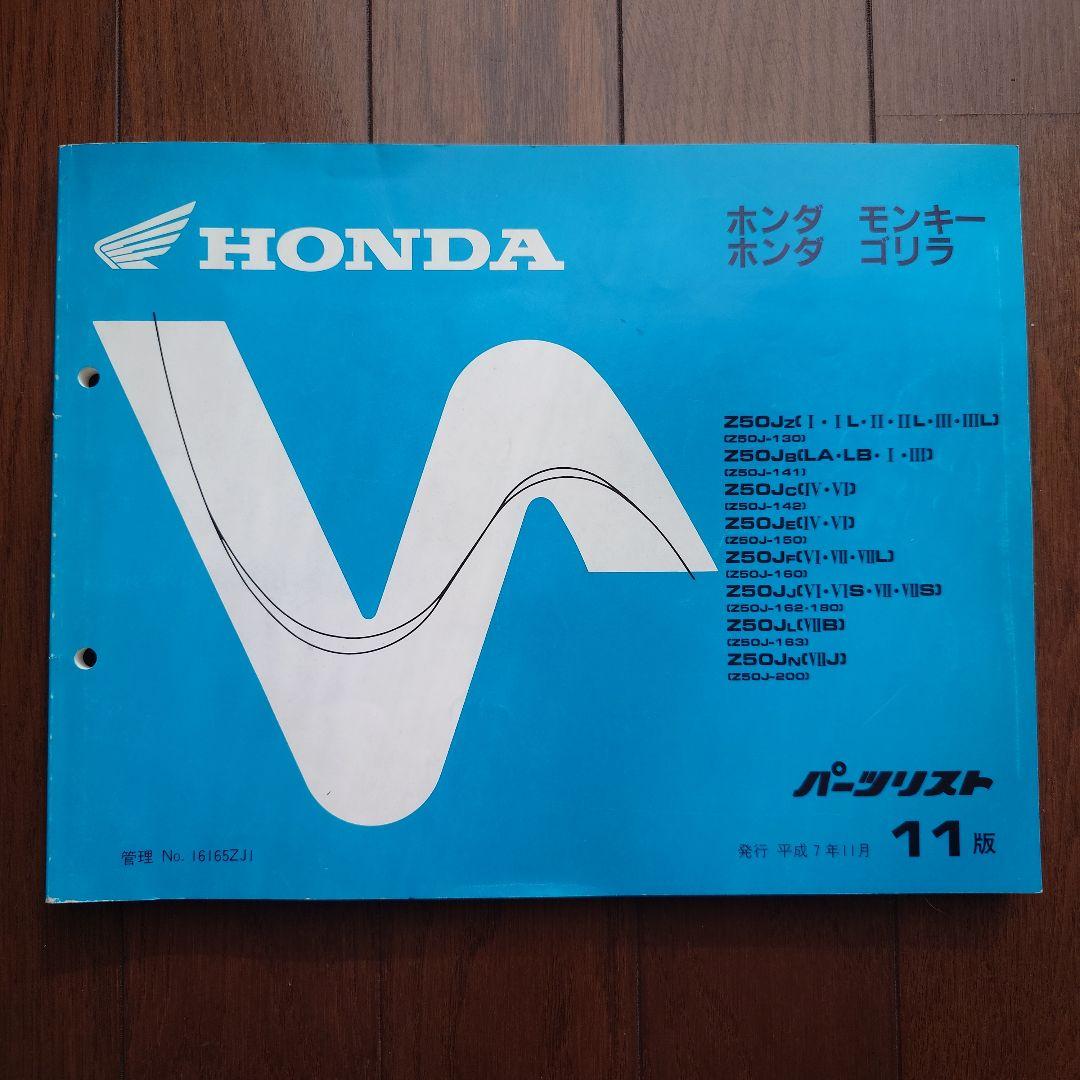 HONDA
ホンダ モンキー
ホンダ ゴリラ
Z50JZ(Ⅰ・ⅠL・Ⅱ・ⅡL・Ⅲ・ⅢL)
(Z50J-130)
Z50JB(LA・LB・Ⅰ・Ⅲ)
(Z50J-141)
Z50JC(Ⅳ・Ⅵ)
(Z50J-142)
Z50JE(Ⅳ・Ⅵ)
(Z50J-150)
Z50JF(Ⅵ・Ⅶ・ⅦL)
(Z50J-160)
Z50JJ(Ⅵ・ⅥS・Ⅶ・ⅦS)
(Z50J-162・180)
Z50JL(ⅦB)
(Z50J-163)
Z50JN(ⅦJ)
(Z50J-200)
パーツリスト
管理 No. 16165ZJ1
発行 平成7年11月 11版